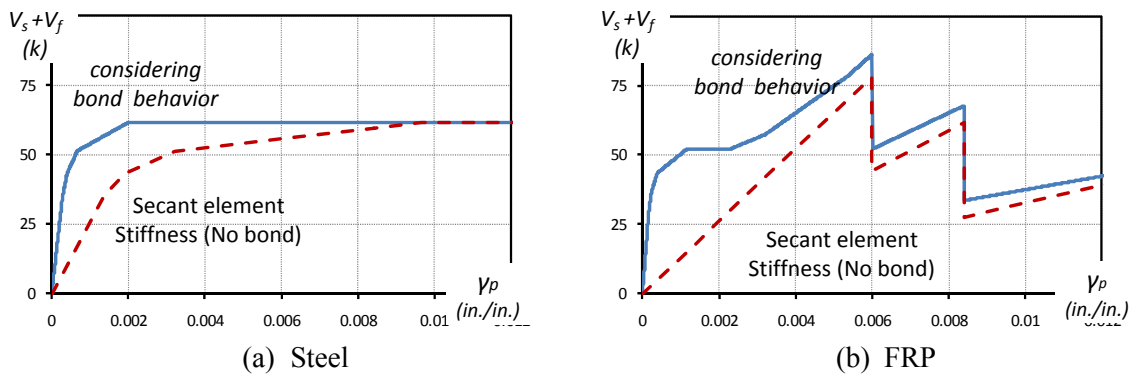 Vs+Vf
(k)
considering
bond behavior
75
50
25
0
Secant element
Stiffness (No bond)
γp
(in./in.)
0 0.002 0.004 0.006 0.008 0.01
(a) Steel
Vs+Vf
(k)
considering
bond behavior
75
50
25
0
Secant element
Stiffness (No bond)
γp
(in./in.)
0 0.002 0.004 0.006 0.008 0.01 0.012
(b) FRP